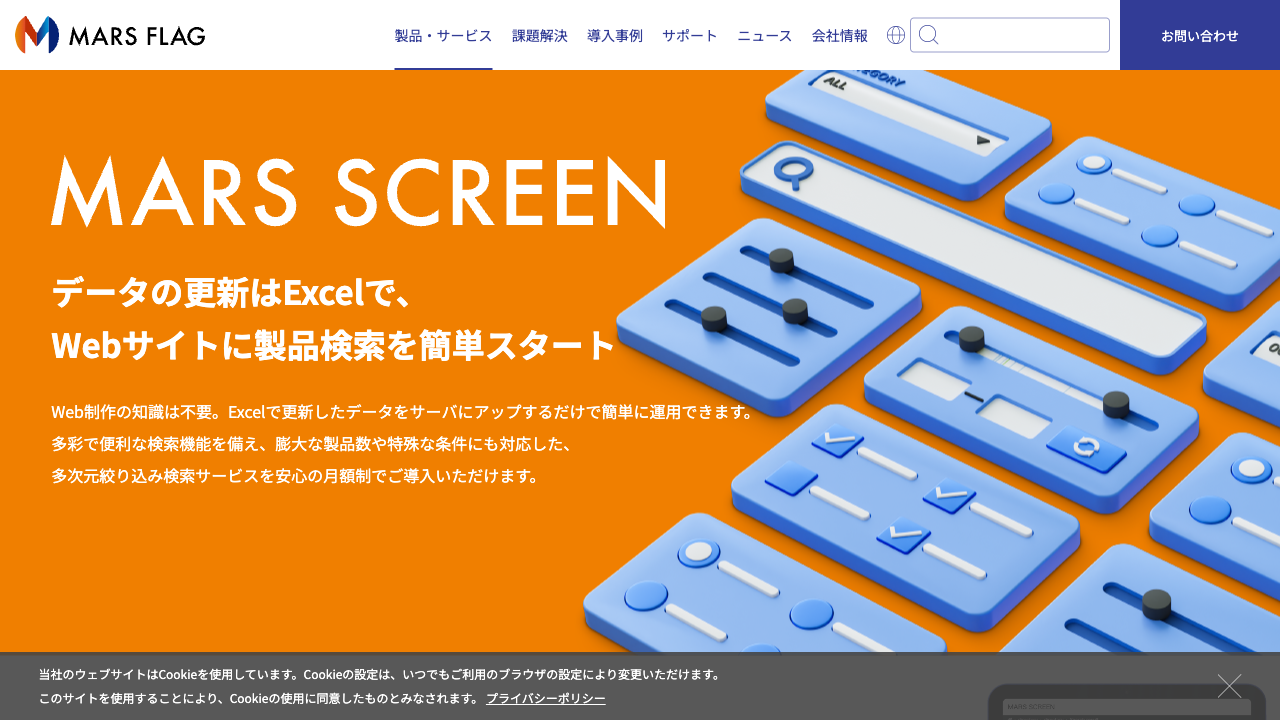 MARS FLAG
製品・サービス 課題解決 導入事例 サポート ニュース 会社情報
お問い合わせ
CATEGORY
ALL
MARS SCREEN
データの更新はExcelで、
Webサイトに製品検索を簡単スタート
Web制作の知識は不要。Excelで更新したデータをサーバにアップするだけで簡単に運用できます。
多彩で便利な検索機能を備え、膨大な製品数や特殊な条件にも対応した、
多次元絞り込み検索サービスを安心の月額制でご導入いただけます。
当社のウェブサイトはCookieを使用しています。Cookieの設定は、いつでもご利用のブラウザの設定により変更いただけます。
このサイトを使用することにより、Cookieの使用に同意したものとみなされます。 プライバシーポリシー
MARS SCREEN